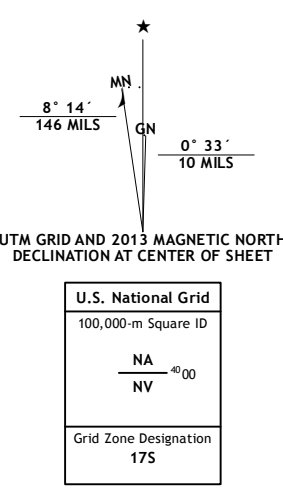 ★
MN
GN
8° 14´
146 MILS
0° 33´
10 MILS
UTM GRID AND 2013 MAGNETIC NORTH
DECLINATION AT CENTER OF SHEET
U.S. National Grid
100,000-m Square ID
NA
4000
NV
Grid Zone Designation
17S